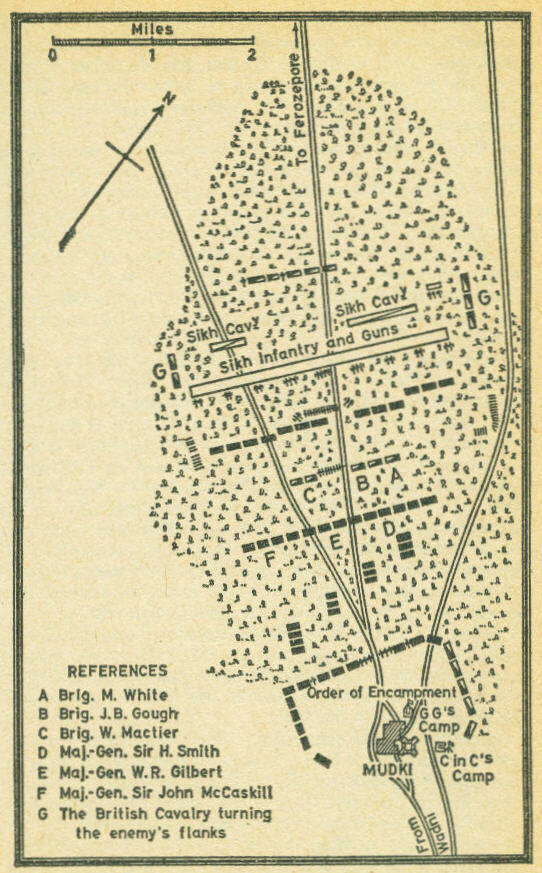 Miles
0 1 2
N
To Ferozepore
Sikh Cavy
G
Sikh Cavy
G
Sikh Infantry and Guns
C B A
F E D
REFERENCES
A Brig. M. White
B Brig. J.B. Gough
C Brig. W. Mactier
D Maj.-Gen. Sir H. Smith
E Maj.-Gen. W.R. Gilbert
F Maj.-Gen. Sir John McCaskill
G The British Cavalry turning
the enemy's flanks
Order of Encampment
G G's
Camp
C in C's
Camp
MUDKI
From
Wadni